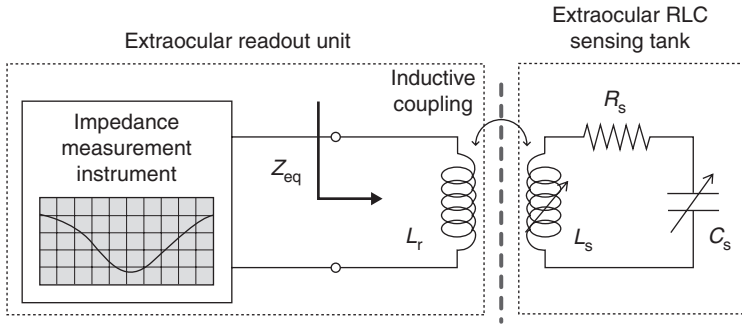 Extraocular readout unit
Extraocular RLC
sensing tank
Inductive
coupling
Impedance
measurement
instrument
Zeq
Lr
Rs
Ls
Cs